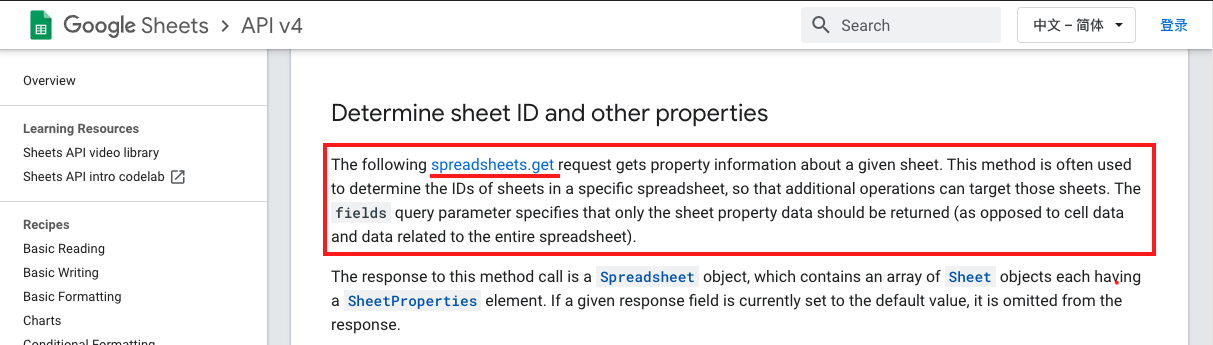 Google Sheets > API v4
Search
中文 – 简体
登录
Overview
Learning Resources
Sheets API video library
Sheets API intro codelab
Recipes
Basic Reading
Basic Writing
Basic Formatting
Charts
Conditional Formatting
Determine sheet ID and other properties
The following spreadsheets.get request gets property information about a given sheet. This method is often used
to determine the IDs of sheets in a specific spreadsheet, so that additional operations can target those sheets. The
fields query parameter specifies that only the sheet property data should be returned (as opposed to cell data
and data related to the entire spreadsheet).
The response to this method call is a Spreadsheet object, which contains an array of Sheet objects each having
a SheetProperties element. If a given response field is currently set to the default value, it is omitted from the
response.